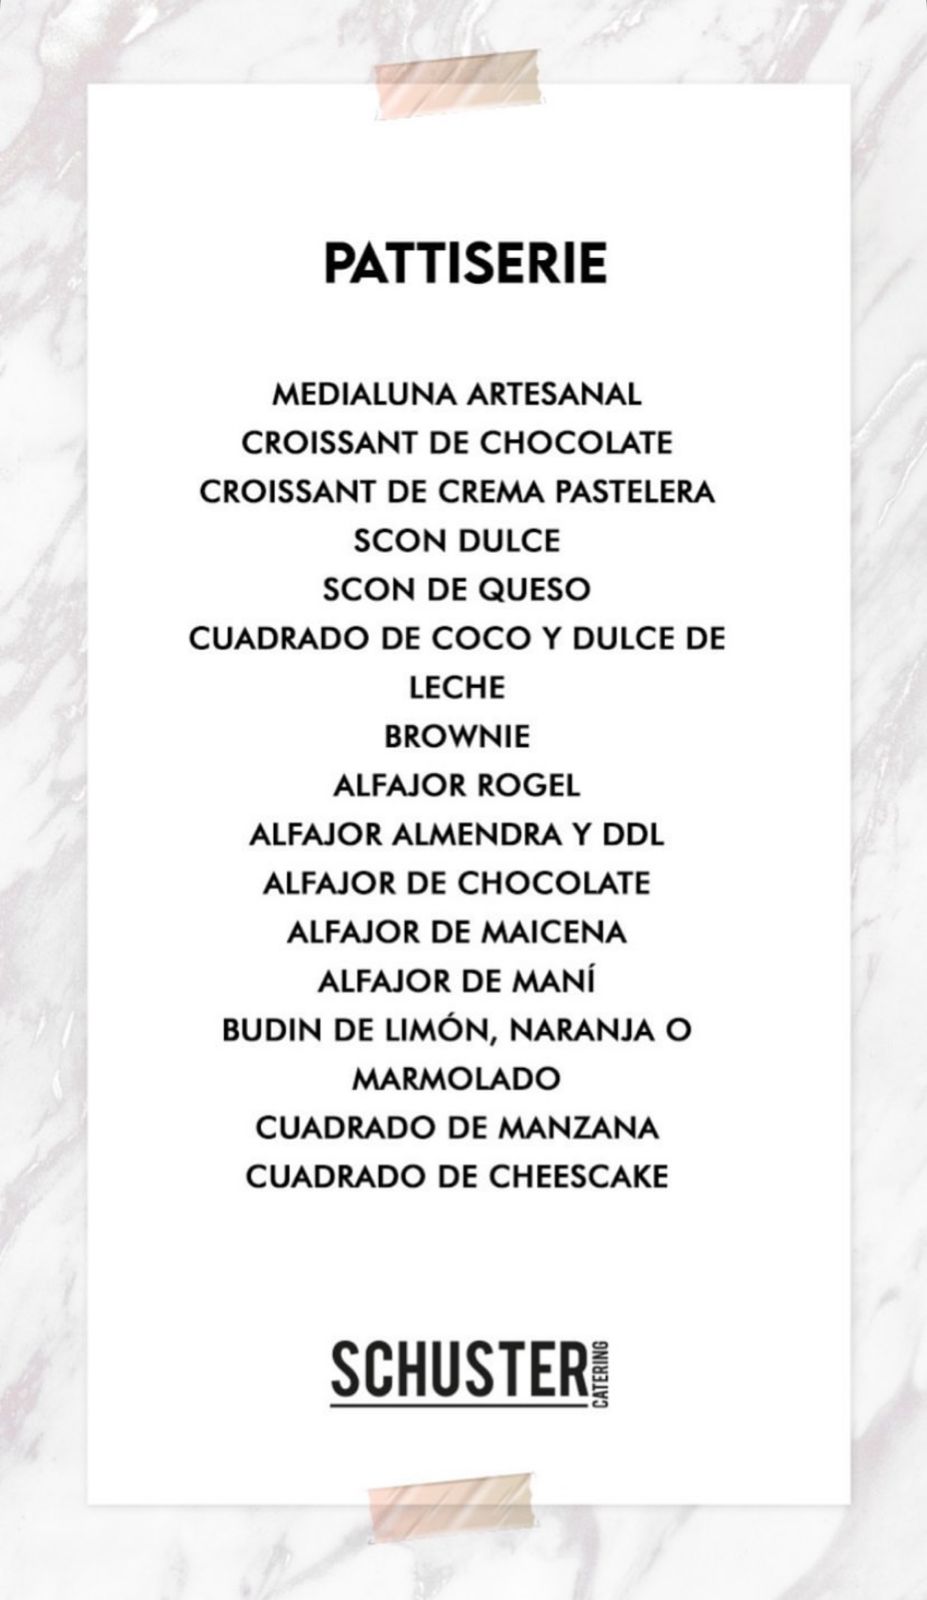 PATTISERIE
MEDIALUNA ARTESANAL
CROISSANT DE CHOCOLATE
CROISSANT DE CREMA PASTELERA
SCON DULCE
SCON DE QUESO
CUADRADO DE COCO Y DULCE DE
LECHE
BROWNIE
ALFAJOR ROGEL
ALFAJOR ALMENDRA Y DDL
ALFAJOR DE CHOCOLATE
ALFAJOR DE MAICENA
ALFAJOR DE MANÍ
BUDIN DE LIMÓN, NARANJA O
MARMOLADO
CUADRADO DE MANZANA
CUADRADO DE CHEESCAKE
SCHUSTER
CATERING